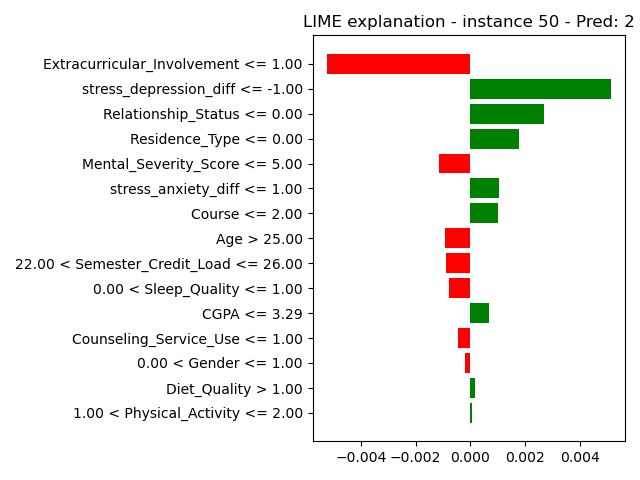 LIME explanation - instance 50 - Pred: 2
Extracurricular_Involvement <= 1.00
stress_depression_diff <= -1.00
Relationship_Status <= 0.00
Residence_Type <= 0.00
Mental_Severity_Score <= 5.00
stress_anxiety_diff <= 1.00
Course <= 2.00
Age > 25.00
22.00 < Semester_Credit_Load <= 26.00
0.00 < Sleep_Quality <= 1.00
CGPA <= 3.29
Counseling_Service_Use <= 1.00
0.00 < Gender <= 1.00
Diet_Quality > 1.00
1.00 < Physical_Activity <= 2.00
−0.004 −0.002 0.000 0.002 0.004